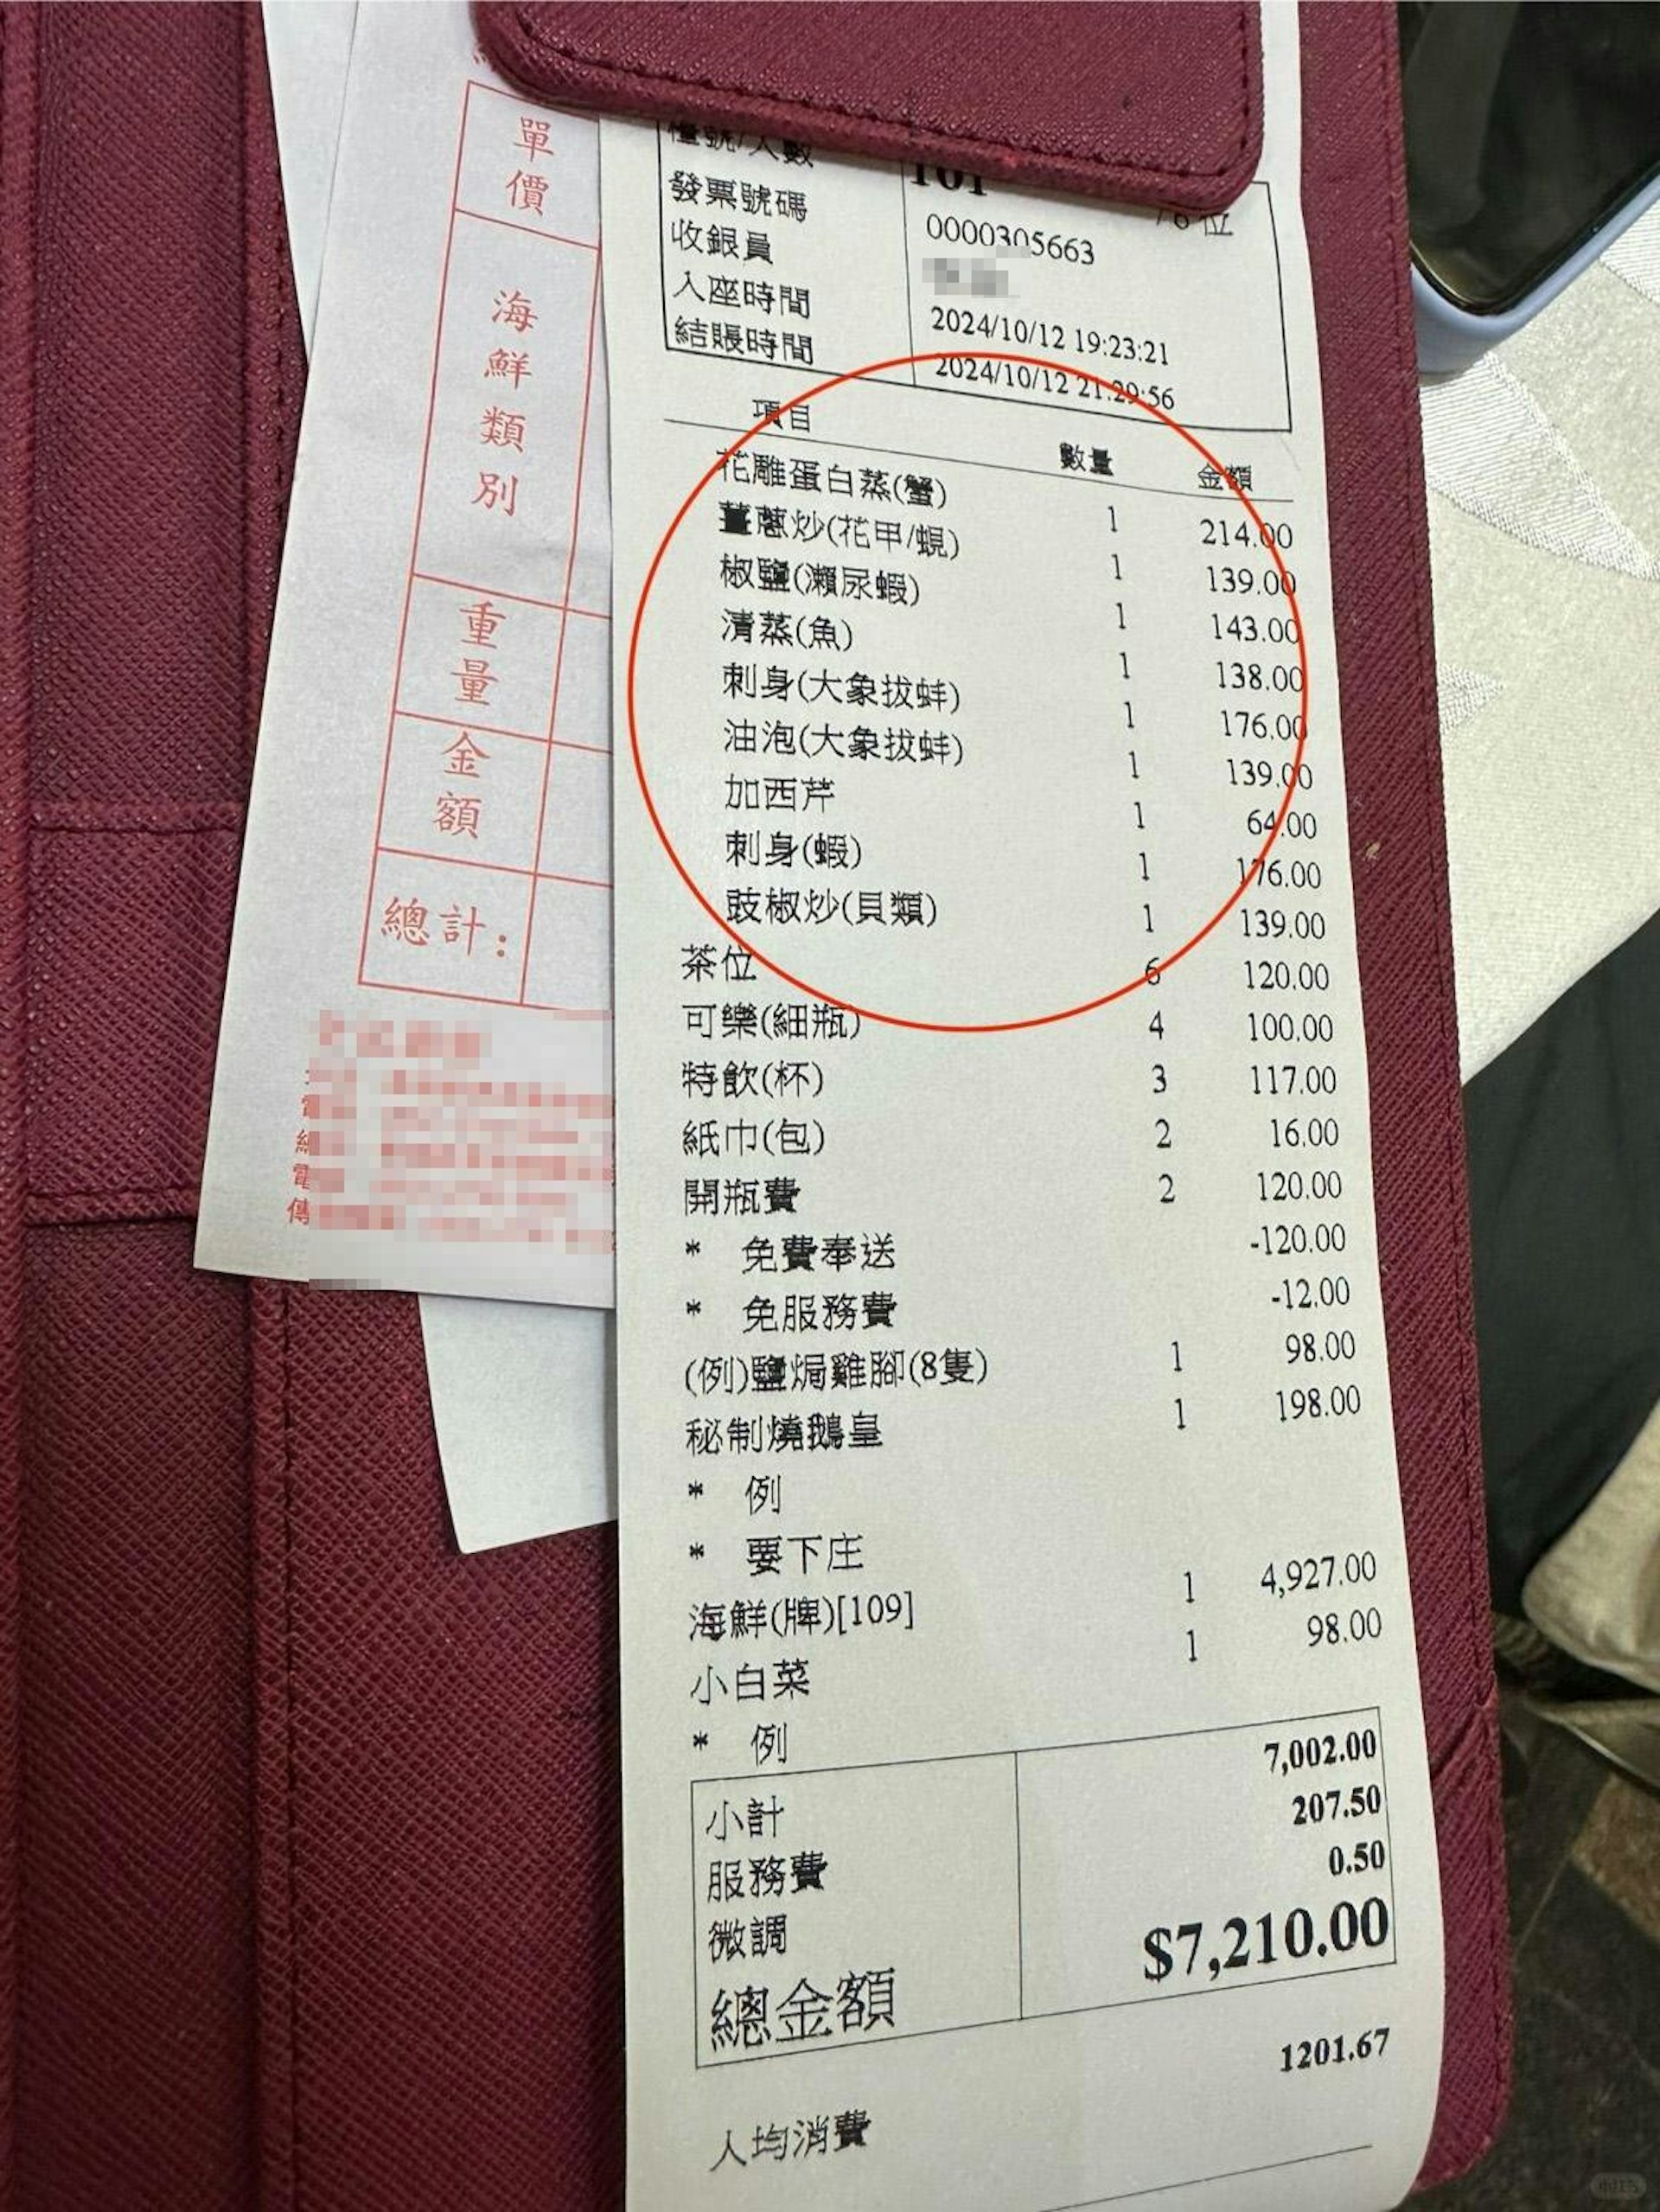 單價
海鮮類別
重量
金額
總計：
檯號/人數 101 / 6 位
發票號碼 0000305663
收銀員
入座時間 2024/10/12 19:23:21
結賬時間 2024/10/12 21:29:56
項目 數量 金額
花雕蛋白蒸(蟹) 1 214.00
薑蔥炒(花甲/蜆) 1 139.00
椒鹽(瀨尿蝦) 1 143.00
清蒸(魚) 1 138.00
刺身(大象拔蚌) 1 176.00
油泡(大象拔蚌) 1 139.00
加西芹 1 64.00
刺身(蝦) 1 176.00
豉椒炒(貝類) 1 139.00
茶位 6 120.00
可樂(細瓶) 4 100.00
特飲(杯) 3 117.00
紙巾(包) 2 16.00
開瓶費 2 120.00
* 免費奉送 -120.00
* 免服務費 -12.00
(例)鹽焗雞腳(8隻) 1 98.00
秘制燒鵝皇 1 198.00
* 例
* 要下庄
海鮮(牌)[109] 1 4,927.00
小白菜 1 98.00
* 例
小計 7,002.00
服務費 207.50
微調 0.50
總金額 $7,210.00
人均消費 1201.67